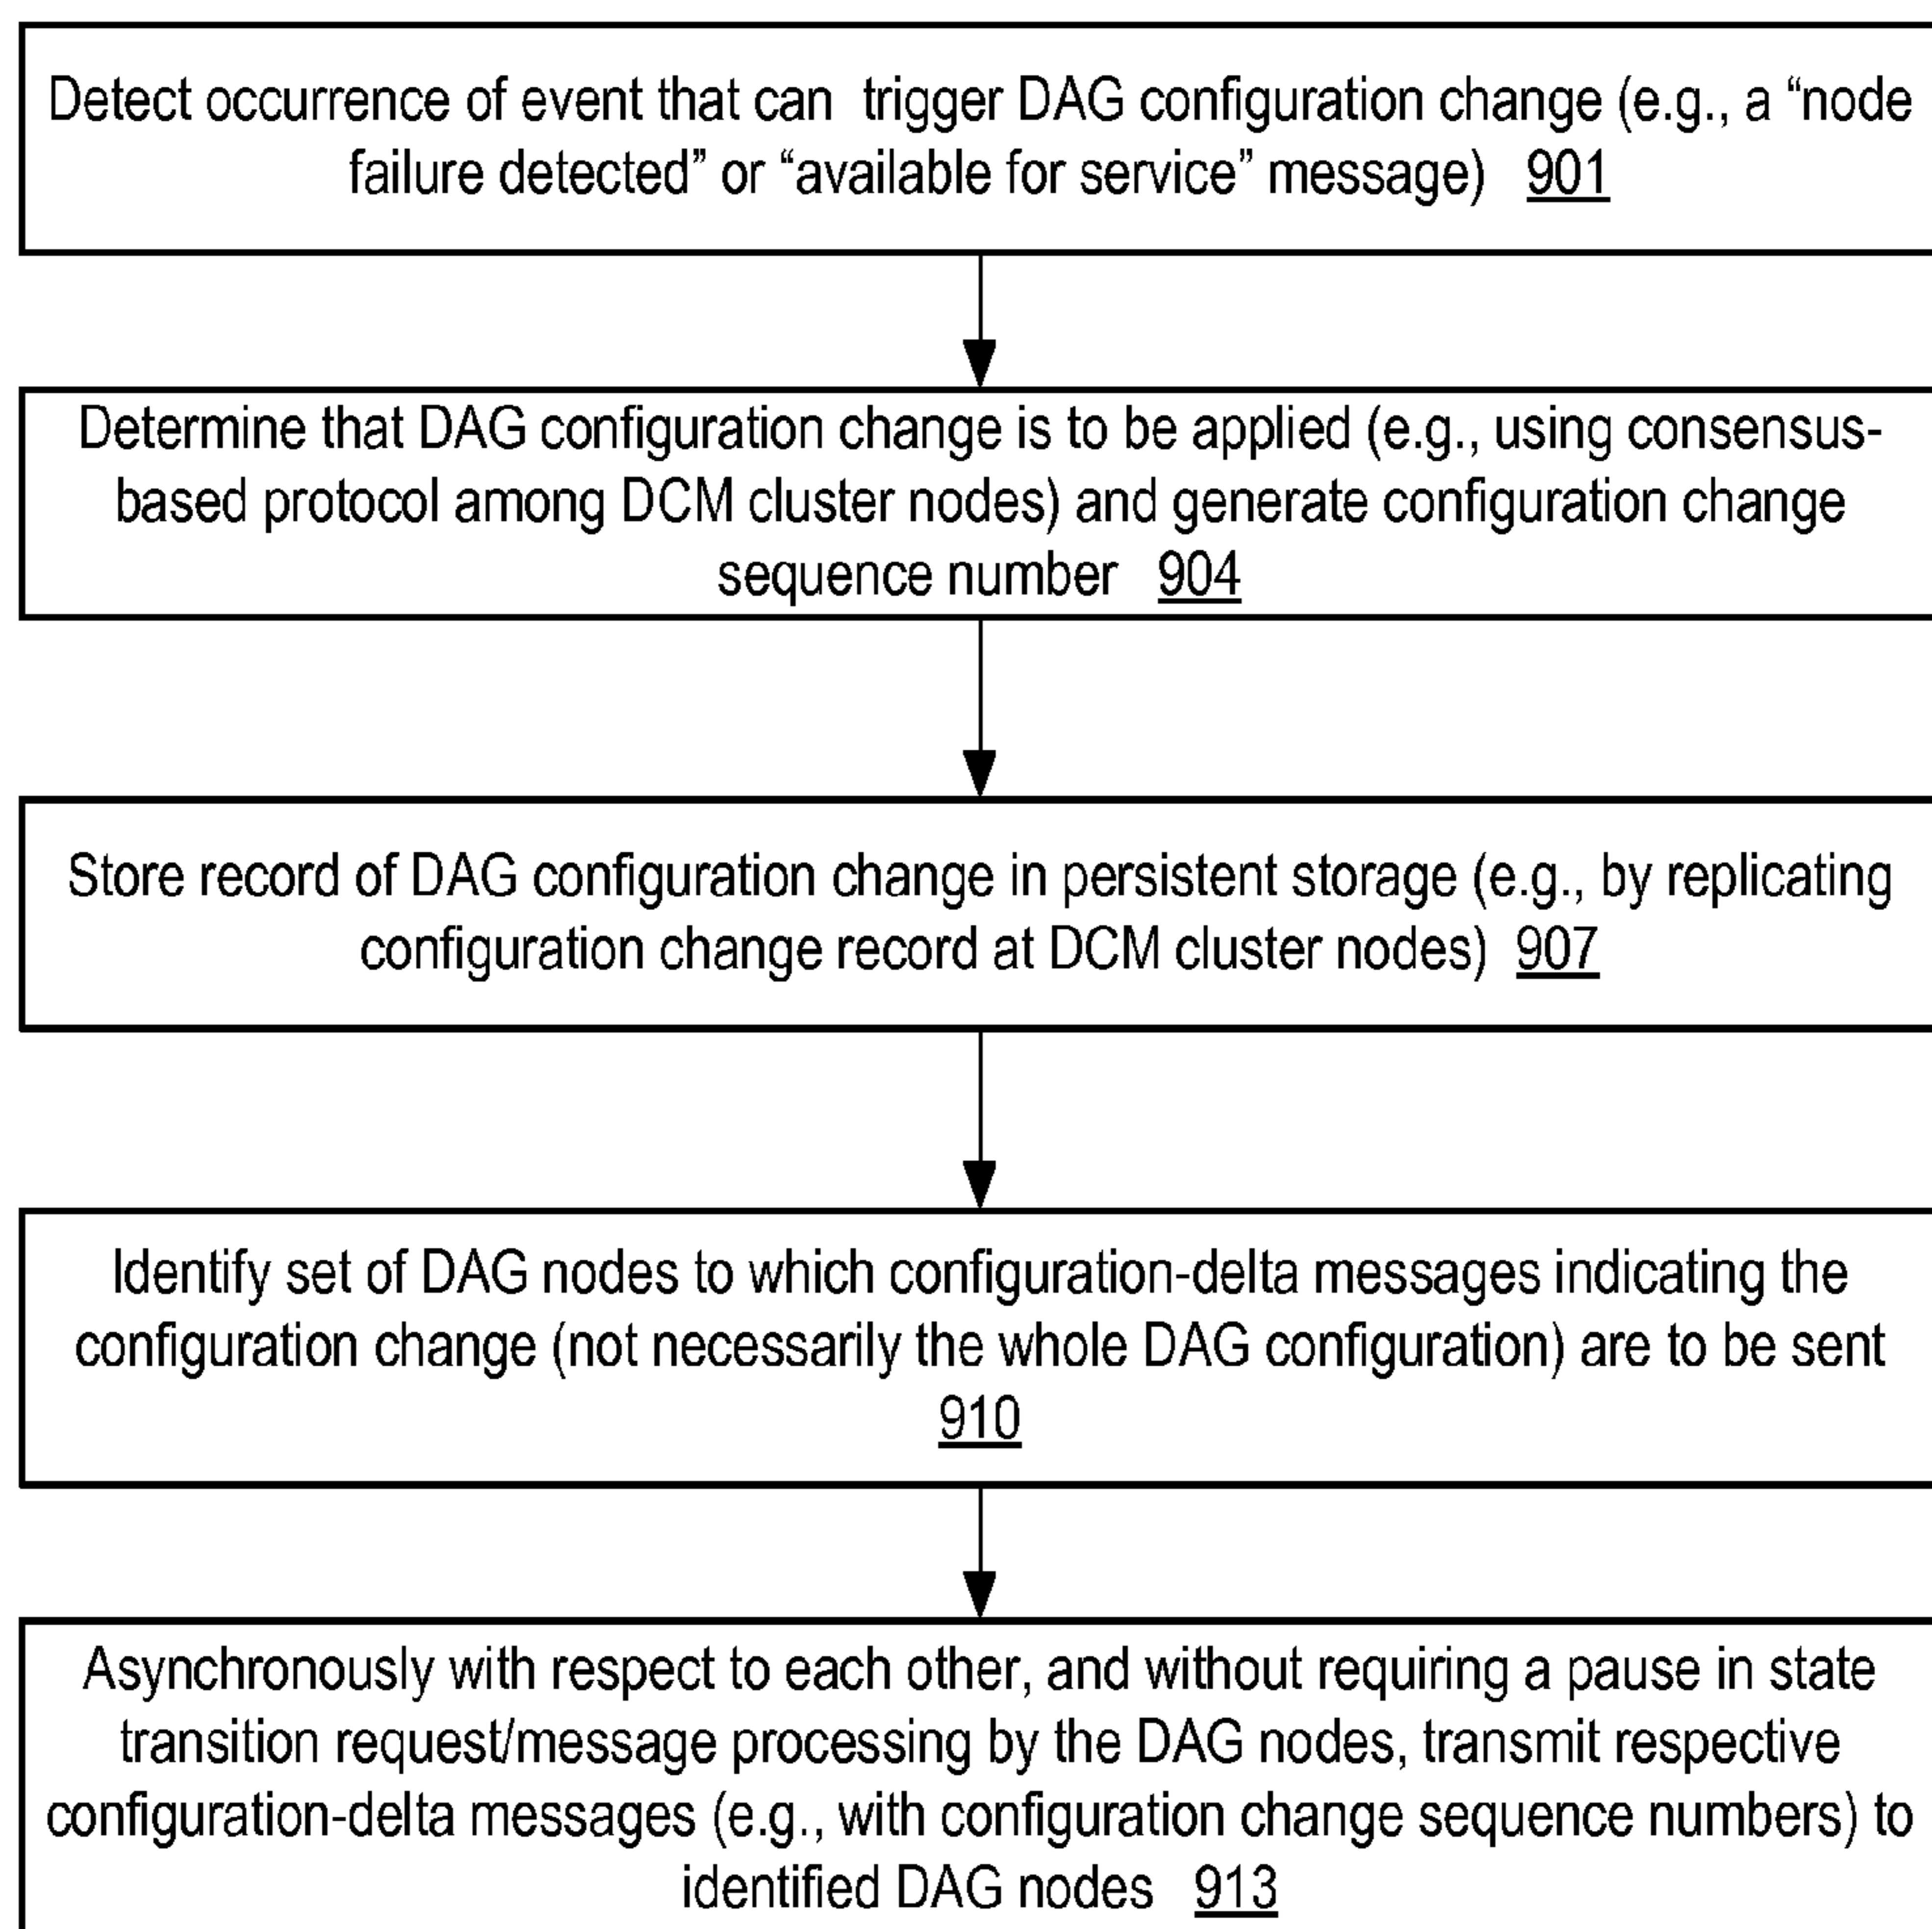 Detect occurrence of event that can trigger DAG configuration change (e.g., a “node
failure detected” or “available for service” message) 901
Determine that DAG configuration change is to be applied (e.g., using consensus-
based protocol among DCM cluster nodes) and generate configuration change
sequence number 904
Store record of DAG configuration change in persistent storage (e.g., by replicating
configuration change record at DCM cluster nodes) 907
Identify set of DAG nodes to which configuration-delta messages indicating the
configuration change (not necessarily the whole DAG configuration) are to be sent
910
Asynchronously with respect to each other, and without requiring a pause in state
transition request/message processing by the DAG nodes, transmit respective
configuration-delta messages (e.g., with configuration change sequence numbers) to
identified DAG nodes 913